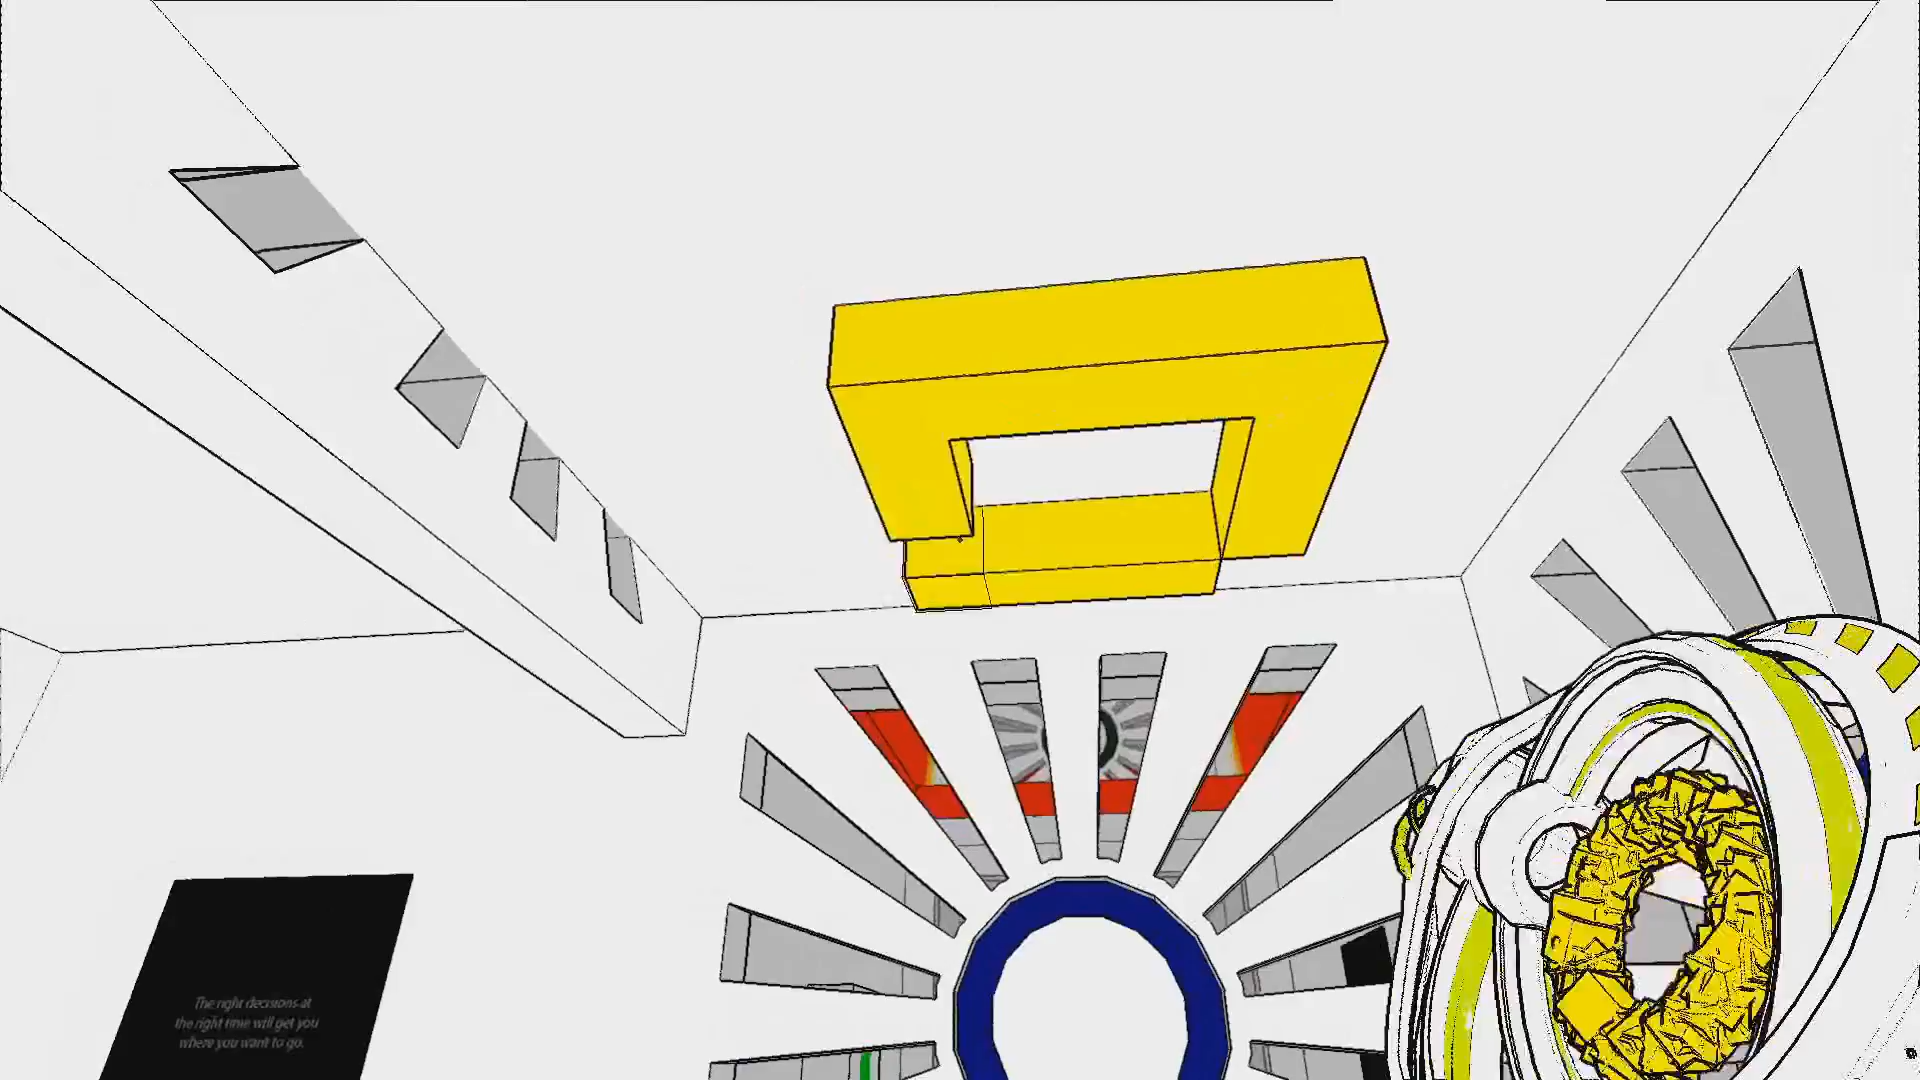 The right decisions at
the right time will get you
where you want to go.